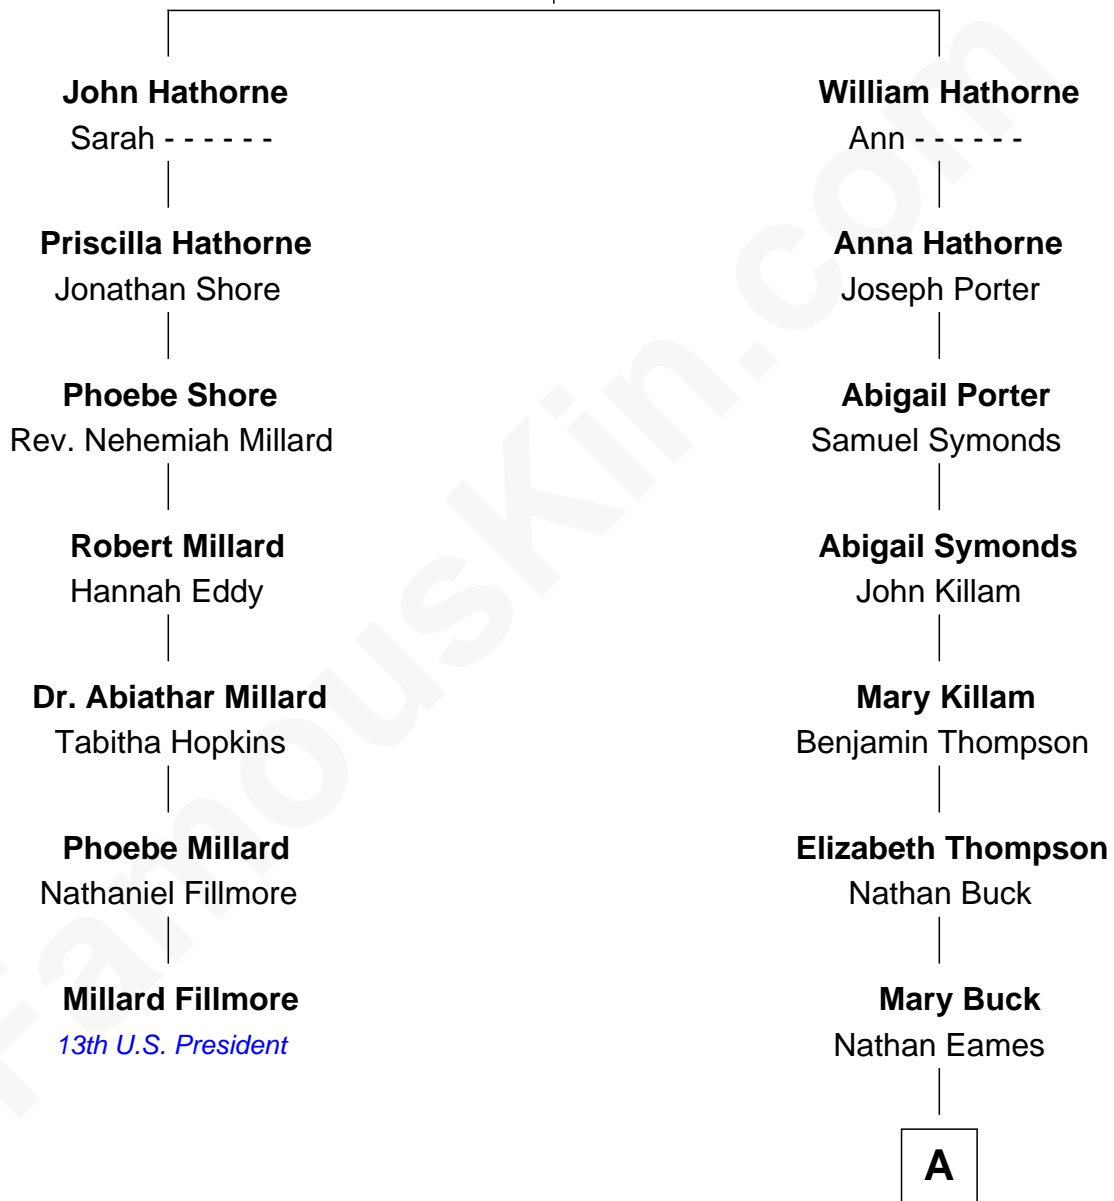 John Hathorne
Sarah - - - - - -
Priscilla Hathorne
Jonathan Shore
Phoebe Shore
Rev. Nehemiah Millard
Robert Millard
Hannah Eddy
Dr. Abiathar Millard
Tabitha Hopkins
Phoebe Millard
Nathaniel Fillmore
Millard Fillmore
13th U.S. President
William Hathorne
Ann - - - - - -
Anna Hathorne
Joseph Porter
Abigail Porter
Samuel Symonds
Abigail Symonds
John Killam
Mary Killam
Benjamin Thompson
Elizabeth Thompson
Nathan Buck
Mary Buck
Nathan Eames
A
FamousKin.com